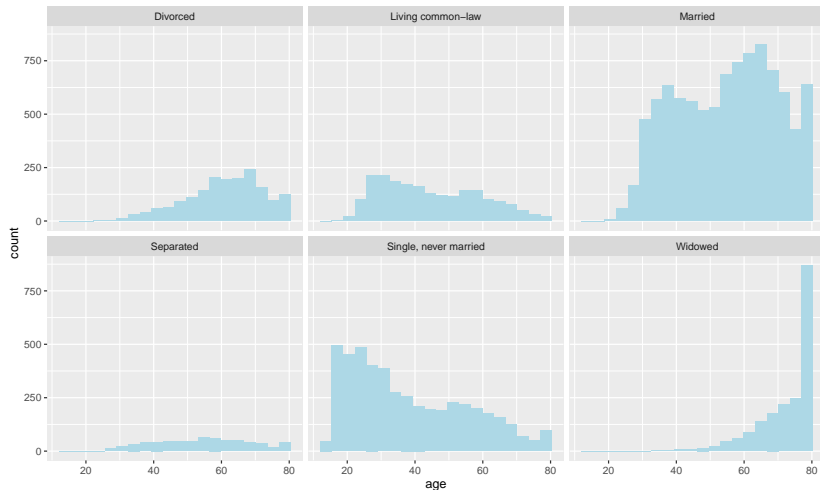 Divorced Living common−law Married
750
500
250
0
Separated Single, never married Widowed
750
500
250
0
20 40 60 80 20 40 60 80 20 40 60 80
age
count